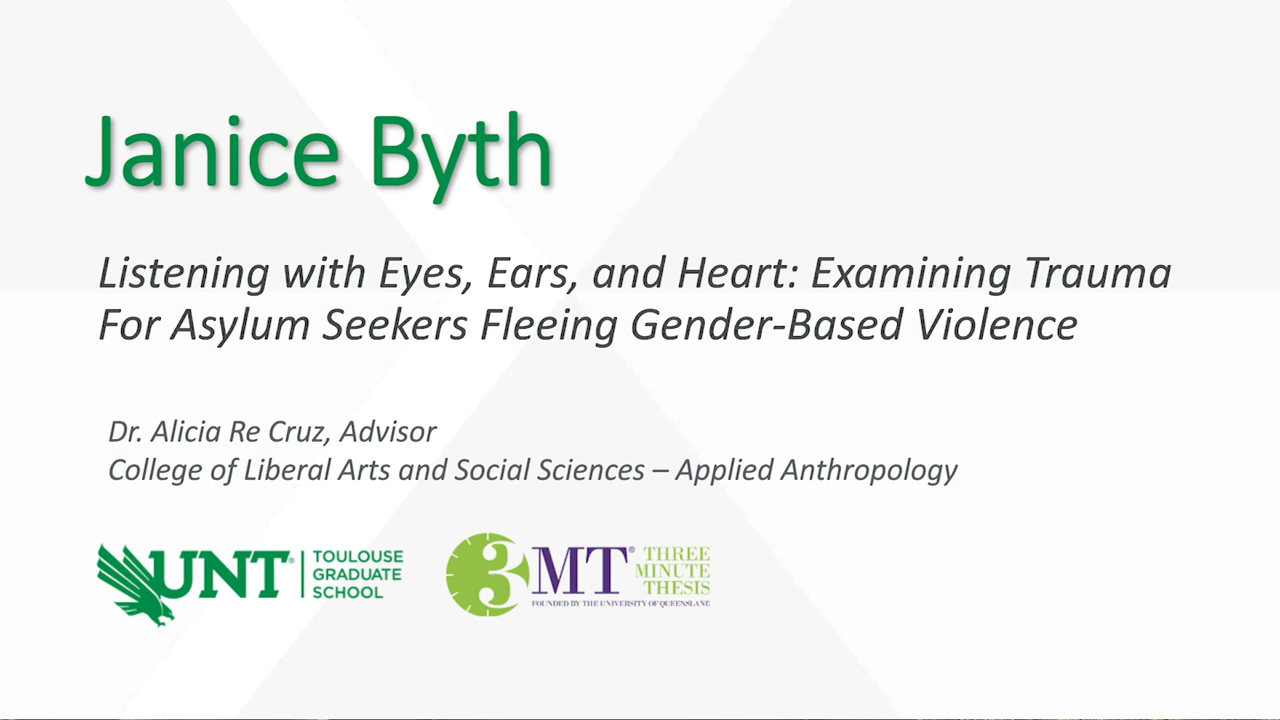 Janice Byth
Listening with Eyes, Ears, and Heart: Examining Trauma
For Asylum Seekers Fleeing Gender-Based Violence
Dr. Alicia Re Cruz, Advisor
College of Liberal Arts and Social Sciences – Applied Anthropology
UNT®
TOULOUSE
GRADUATE
SCHOOL
3MT®
THREE
MINUTE
THESIS
FOUNDED BY THE UNIVERSITY OF QUEENSLAND